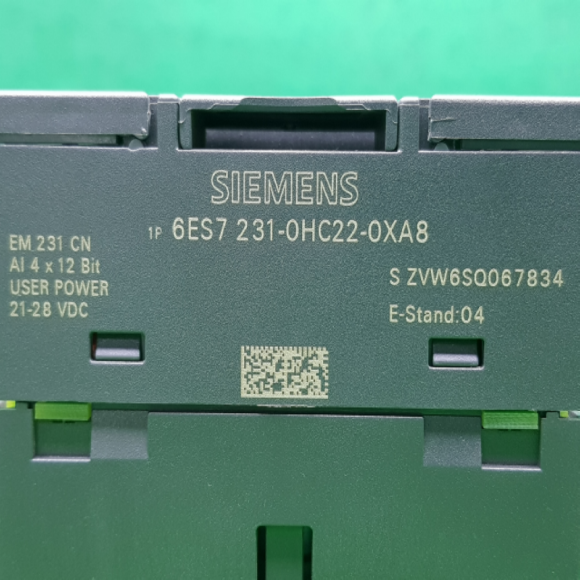 SIEMENS
1P 6ES7 231-0HC22-0XA8
EM 231 CN
AI 4 x 12 Bit
USER POWER
21-28 VDC
S ZVW6SQ067834
E-Stand:04